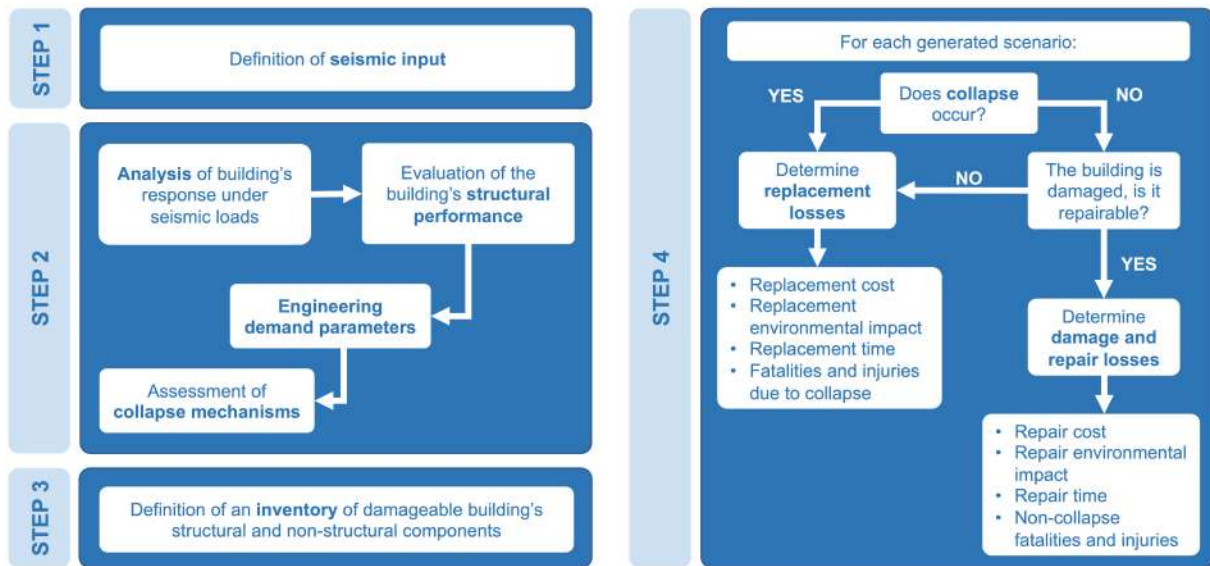 STEP 1
Definition of seismic input
STEP 2
Analysis of building's
response under
seismic loads
Evaluation of the
building's structural
performance
Engineering
demand parameters
Assessment of
collapse mechanisms
STEP 3
Definition of an inventory of damageable building's
structural and non-structural components
STEP 4
For each generated scenario:
Does collapse
occur?
YES
NO
Determine
replacement
losses
NO
The building is
damaged, is it
repairable?
• Replacement cost
• Replacement
environmental impact
• Replacement time
• Fatalities and injuries
due to collapse
YES
Determine
damage and
repair losses
• Repair cost
• Repair environmental
impact
• Repair time
• Non-collapse
fatalities and injuries